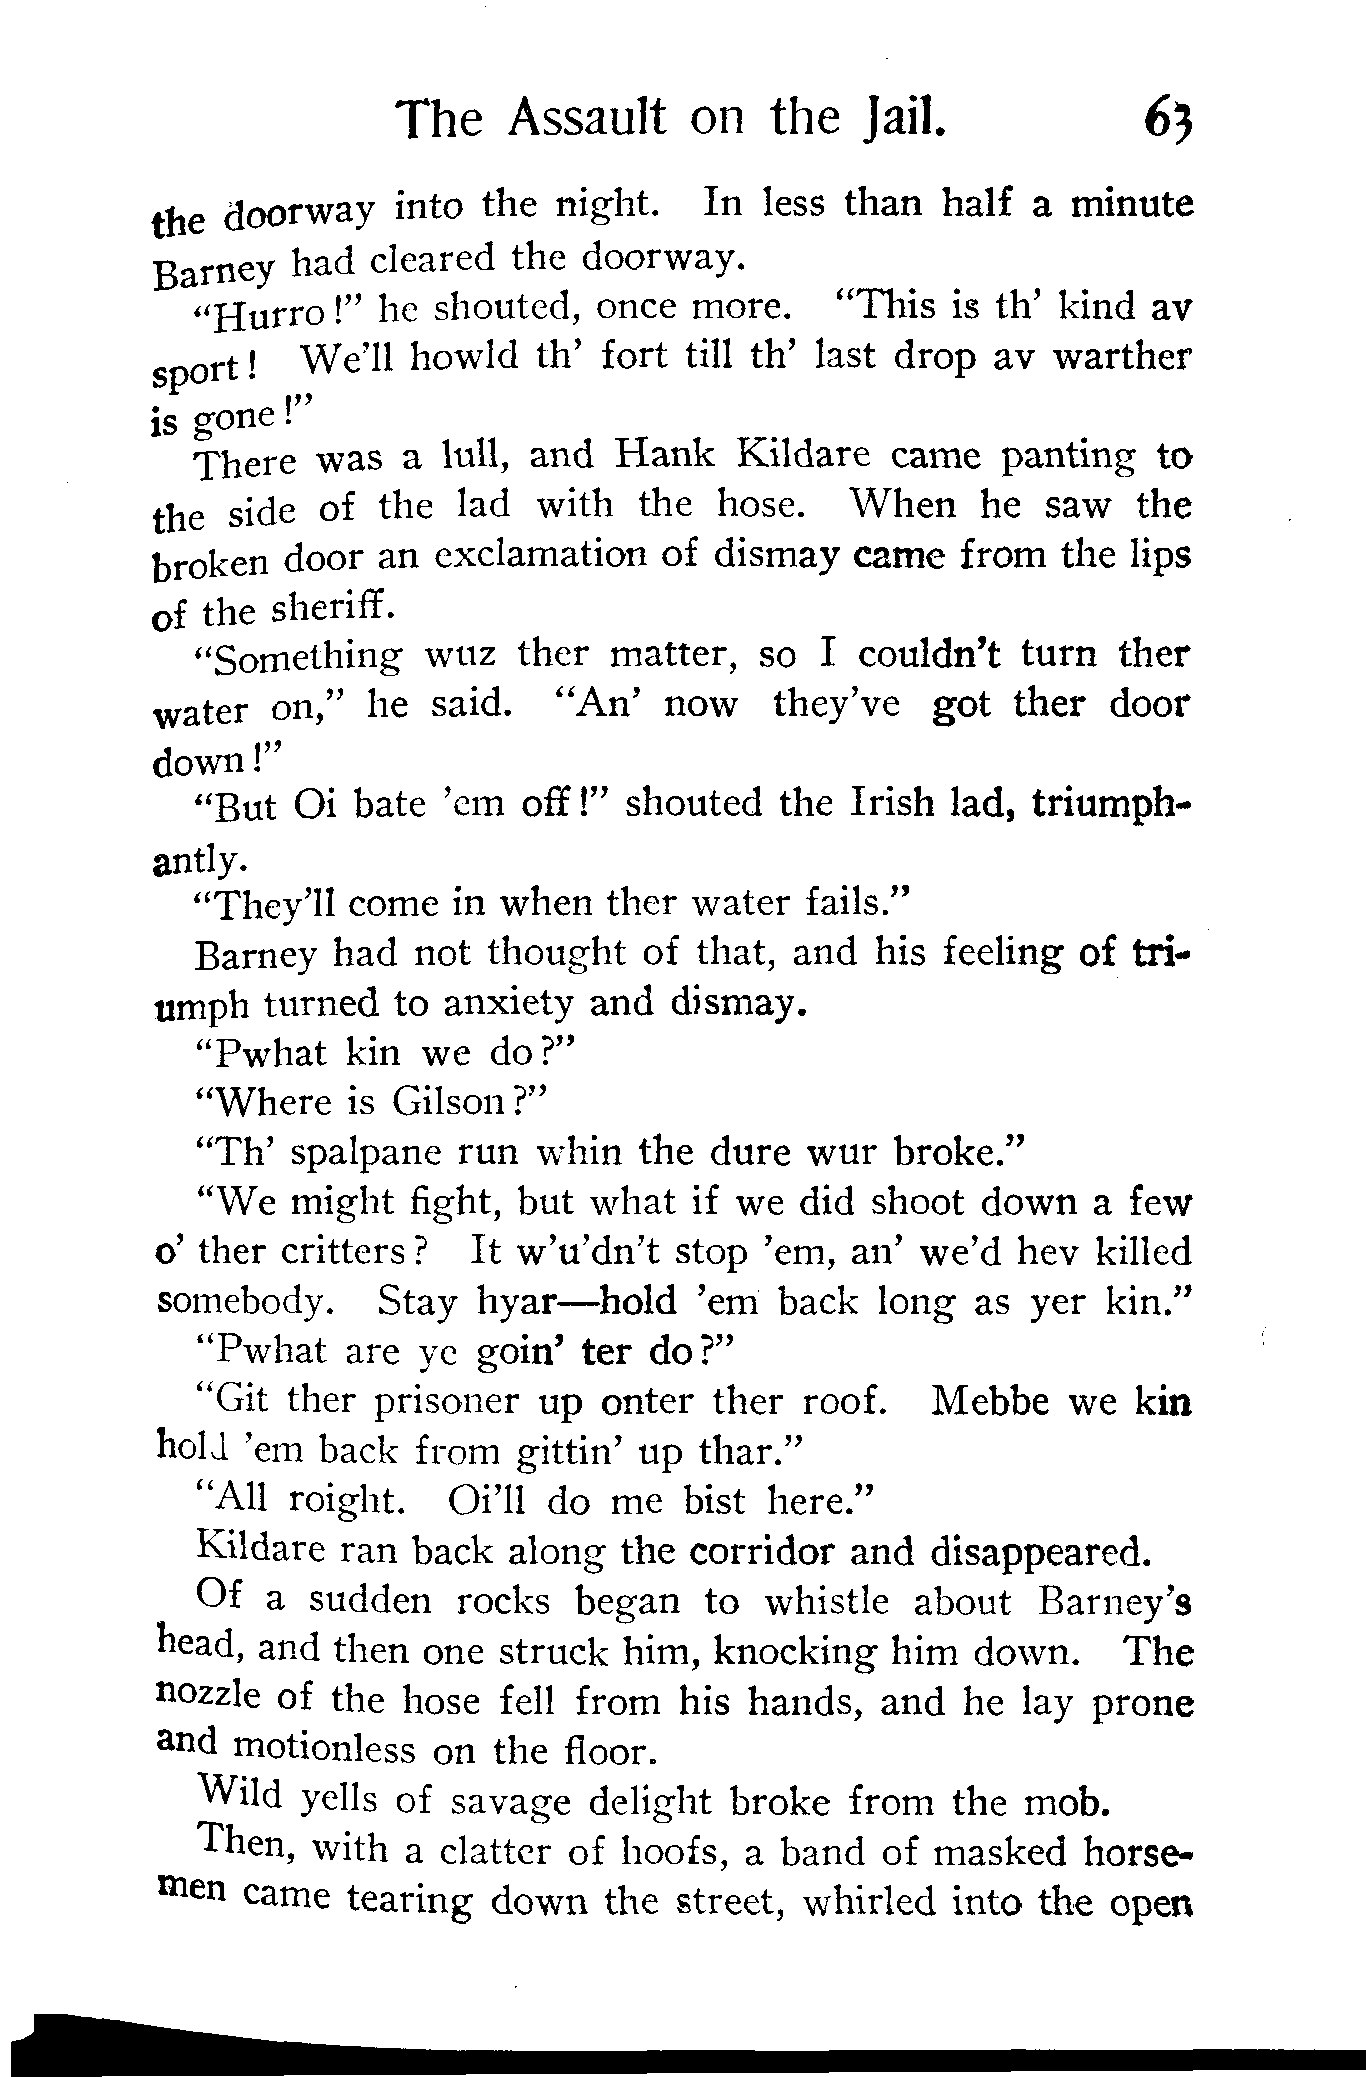 The Assault on the Jail. 63
the doorway into the night. In less than half a minute
Barney had cleared the doorway.
"Hurro!" he shouted, once more. "This is th' kind av
sport! We'll howld th' fort till th' last drop av warther
is gone!"
There was a lull, and Hank Kildare came panting to
the side of the lad with the hose. When he saw the
broken door an exclamation of dismay came from the lips
of the sheriff.
"Something wuz ther matter, so I couldn't turn ther
water on," he said. "An' now they've got ther door
down!"
"But Oi bate 'em off!" shouted the Irish lad, triumph-
antly.
"They'll come in when ther water fails."
Barney had not thought of that, and his feeling of tri-
umph turned to anxiety and dismay.
"Pwhat kin we do?"
"Where is Gilson?"
"Th' spalpane run whin the dure wur broke."
"We might fight, but what if we did shoot down a few
o' ther critters? It w'u'dn't stop 'em, an' we'd hev killed
somebody. Stay hyar—hold 'em back long as yer kin."
"Pwhat are ye goin' ter do?"
"Git ther prisoner up onter ther roof. Mebbe we kin
hold 'em back from gittin' up thar."
"All roight. Oi'll do me bist here."
Kildare ran back along the corridor and disappeared.
Of a sudden rocks began to whistle about Barney's
head, and then one struck him, knocking him down. The
nozzle of the hose fell from his hands, and he lay prone
and motionless on the floor.
Wild yells of savage delight broke from the mob.
Then, with a clatter of hoofs, a band of masked horse-
men came tearing down the street, whirled into the open